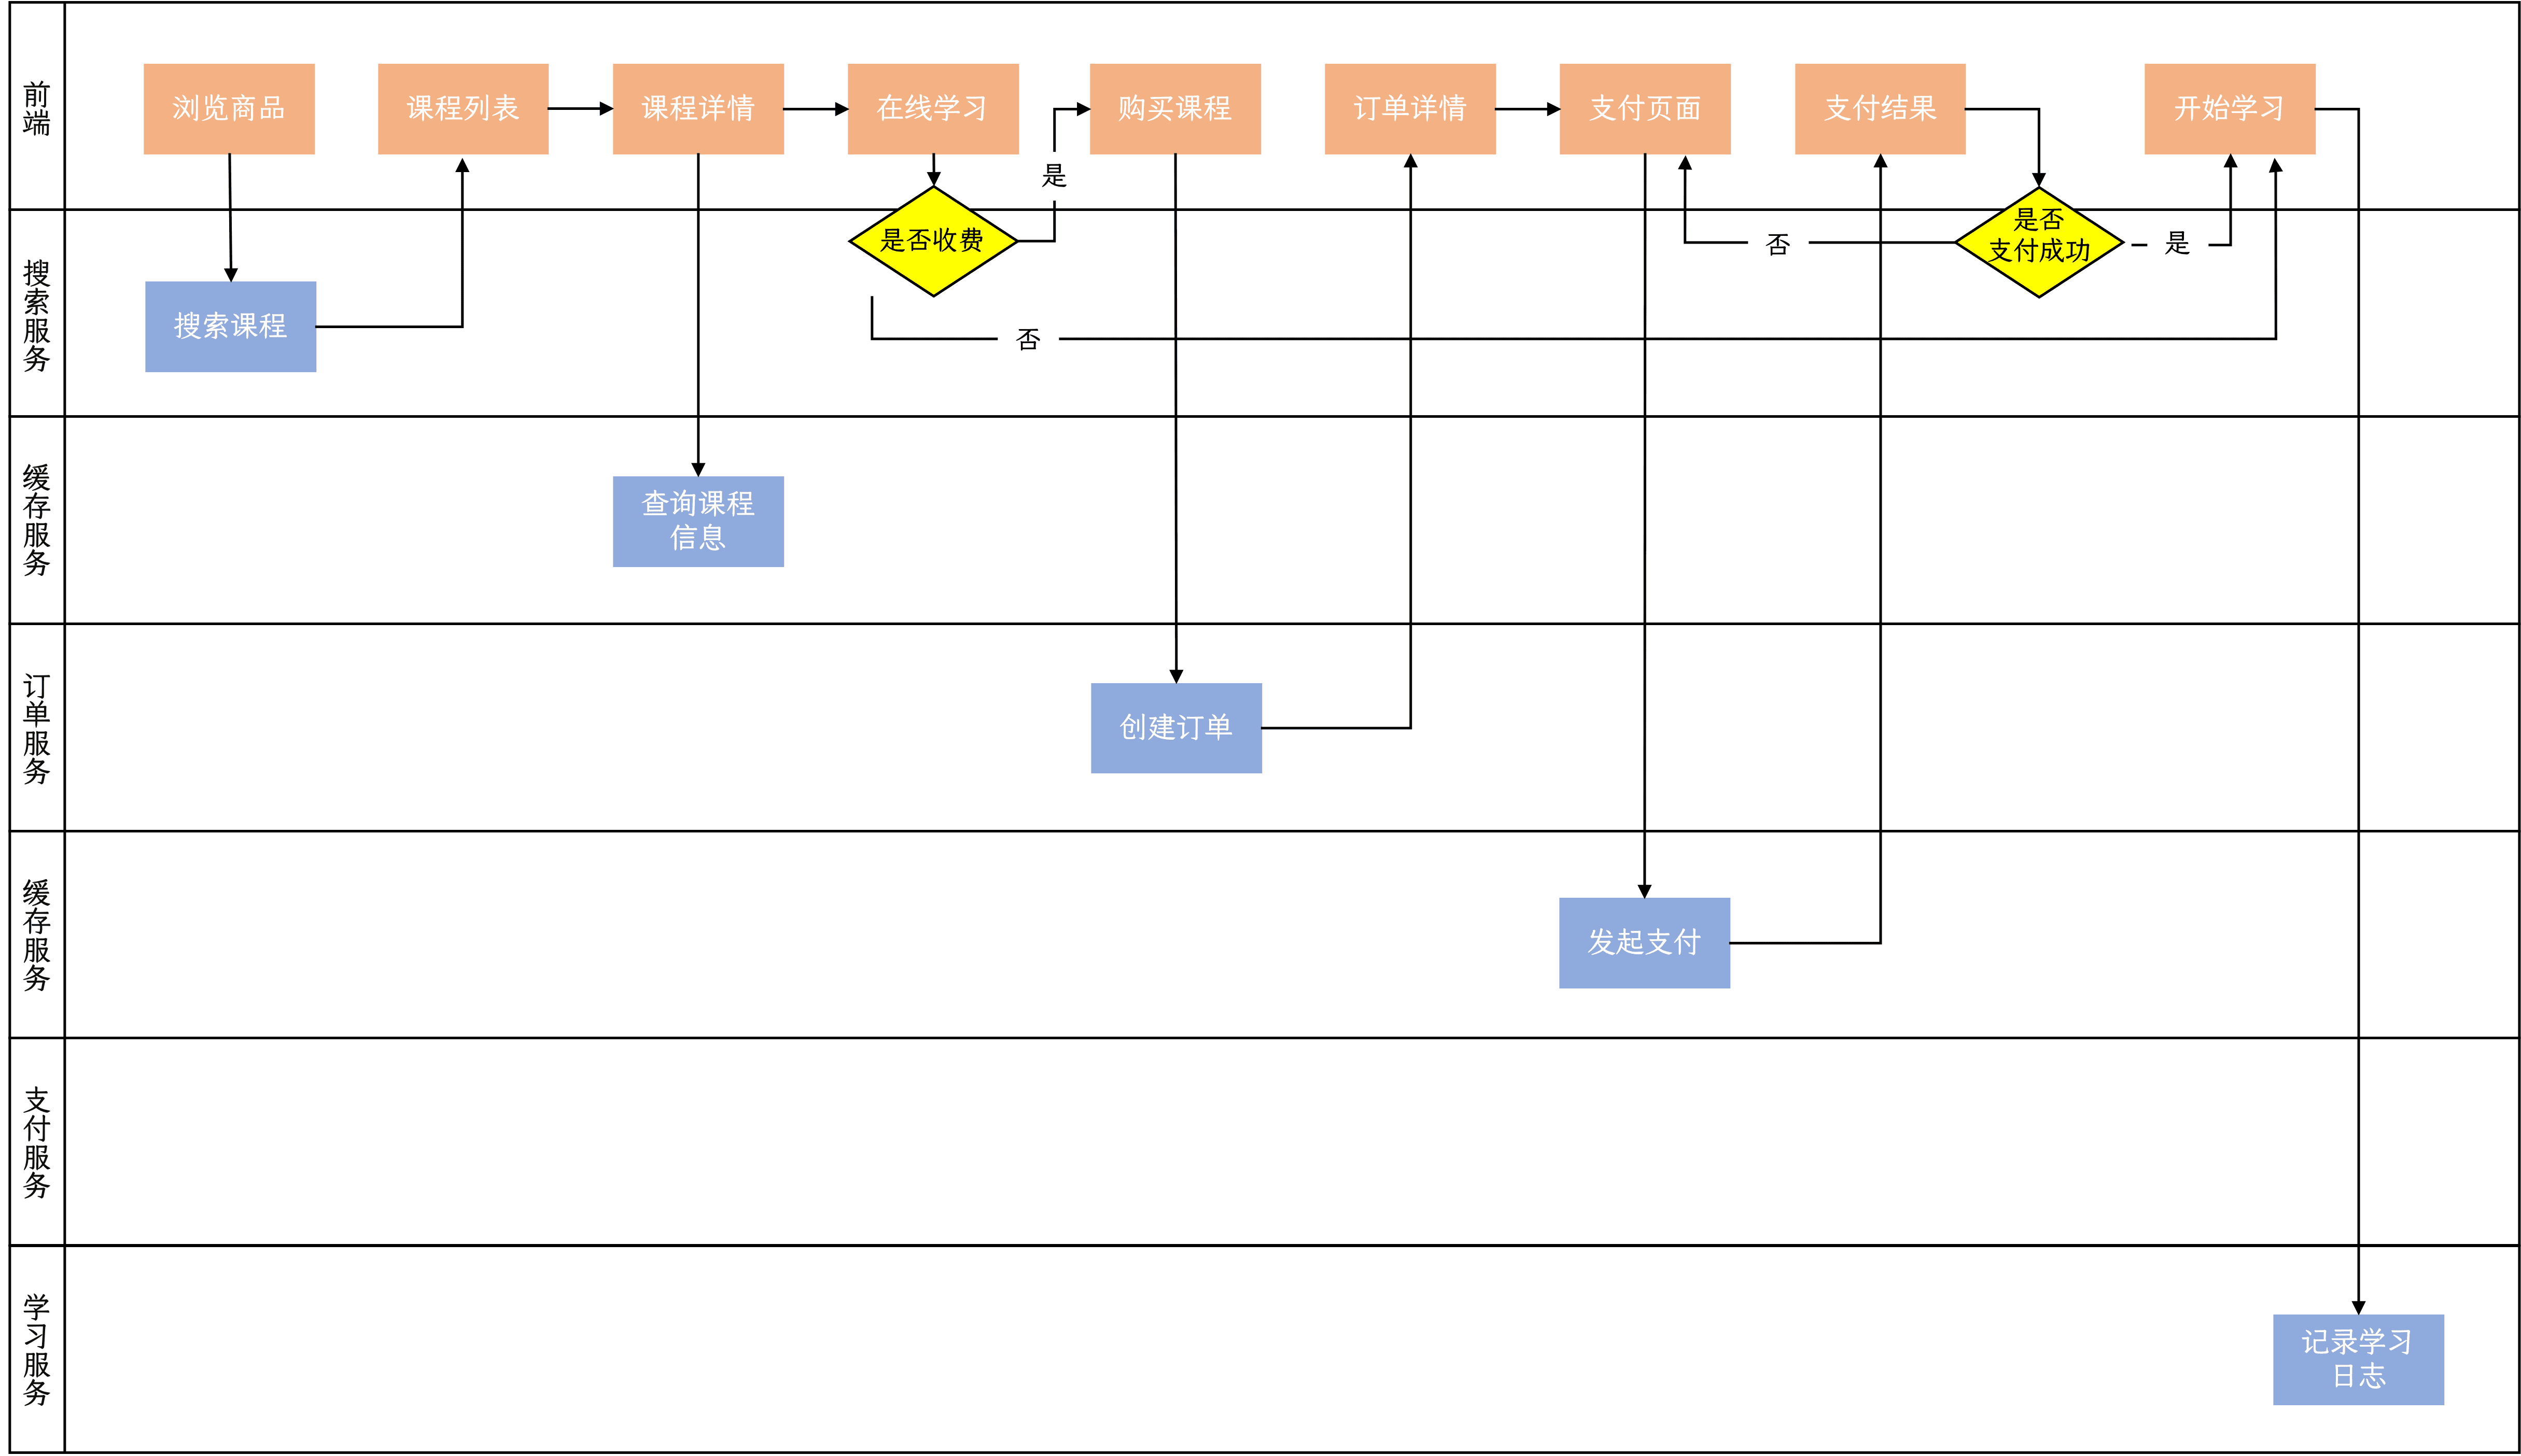 前端
浏览商品
课程列表
课程详情
在线学习
购买课程
订单详情
支付页面
支付结果
开始学习
是
搜索服务
是否收费
否
是否
支付成功
是
搜索课程
否
缓存服务
查询课程
信息
订单服务
创建订单
缓存服务
发起支付
支付服务
学习服务
记录学习
日志